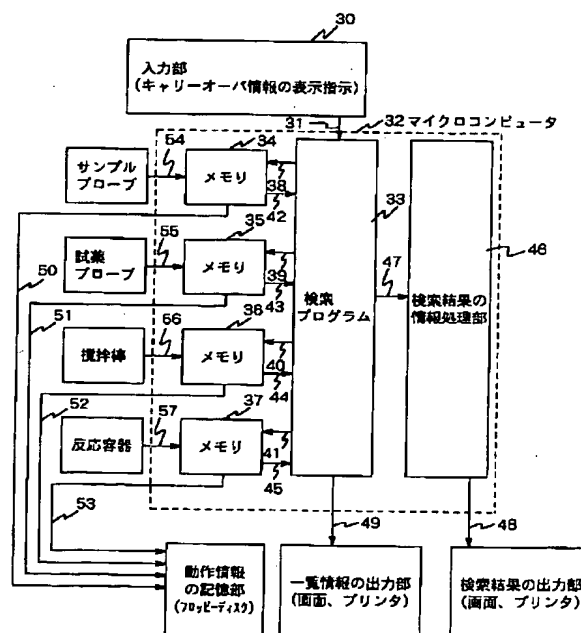 30
入力部
(キャリーオーバ情報の表示指示)
31
32 マイクロコンピュータ
サンプル
プローブ
54
34
メモリ
38
42
33
46
試薬
プローブ
55
35
メモリ
39
43
47
検索
プログラム
検索結果の
情報処理部
50
51
攪拌棒
56
36
メモリ
40
44
52
反応容器
57
37
メモリ
41
45
53
49
48
動作情報
の記憶部
(フロッピーディスク)
一覧情報の出力部
(画面、プリンタ)
検索結果の出力部
(画面、プリンタ)